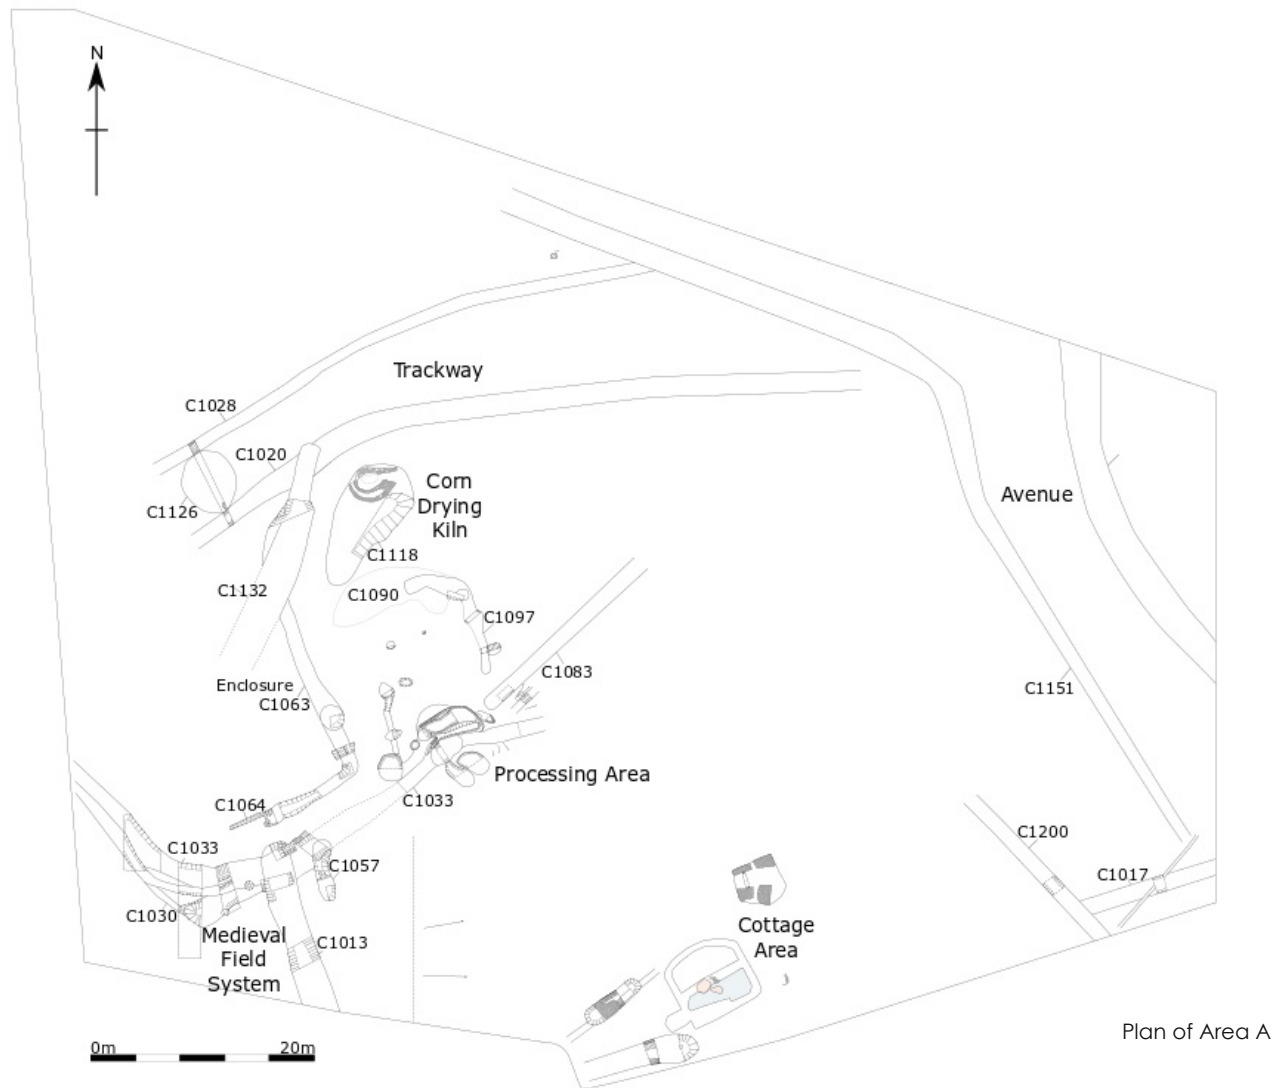 N
Trackway
C1028
C1020
C1126
Corn
Drying
Kiln
C1118
Avenue
C1132
C1090
C1097
C1083
Enclosure
C1063
C1151
Processing Area
C1033
C1064
C1033
C1057
C1200
C1017
C1030
Medieval
Field
System
C1013
Cottage
Area
0m
20m
Plan of Area A